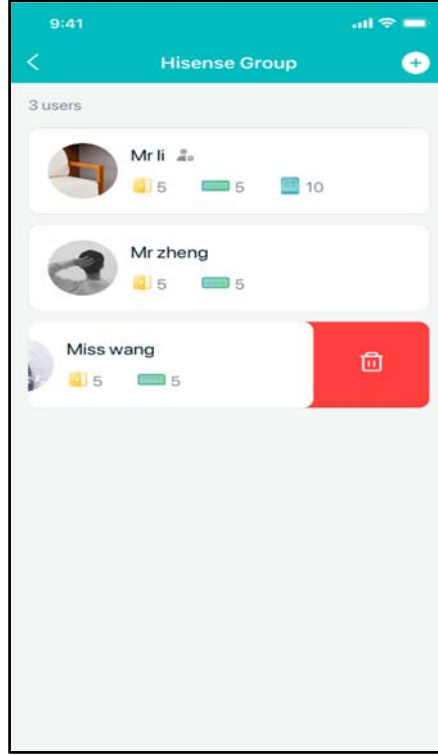 9:41
Hisense Group
3 users
Mr li
5 5 10
Mr zheng
5 5
Miss wang
5 5